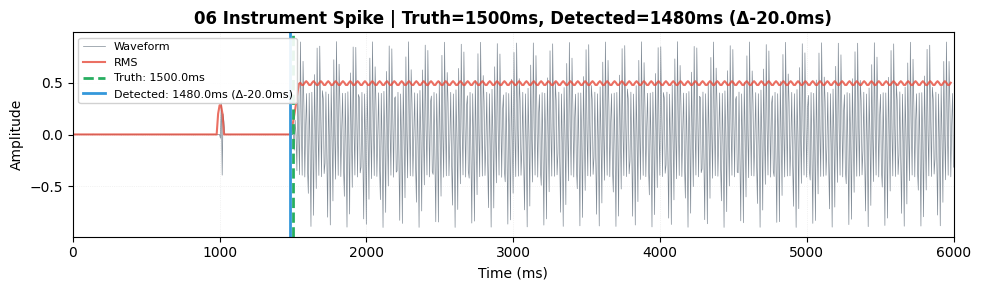 06 Instrument Spike | Truth=1500ms, Detected=1480ms (Δ-20.0ms)
Waveform
RMS
Truth: 1500.0ms
Detected: 1480.0ms (Δ-20.0ms)
Amplitude
0.5
0.0
−0.5
0 1000 2000 3000 4000 5000 6000
Time (ms)